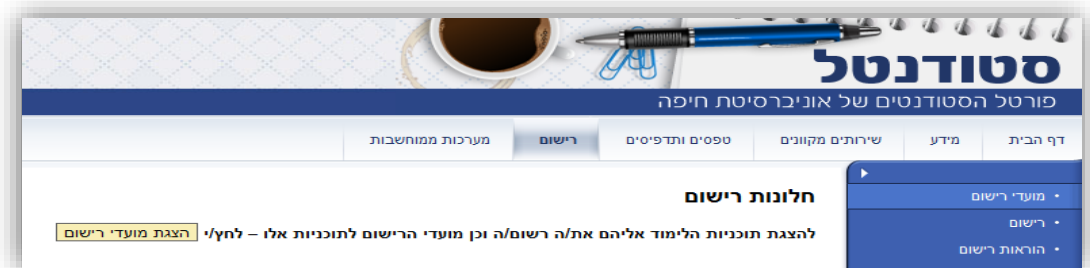 סטודנטל
פורטל הסטודנטים של אוניברסיטת חיפה
דף הבית מידע שירותים מקוונים טפסים ותדפיסים רישום מערכות ממוחשבות
מועדי רישום
רישום
הוראות רישום
חלונות רישום
להצגת תוכניות הלימוד אליהם את/ה רשום/ה וכן מועדי הרישום לתוכניות אלו – לחץ/י הצגת מועדי רישום